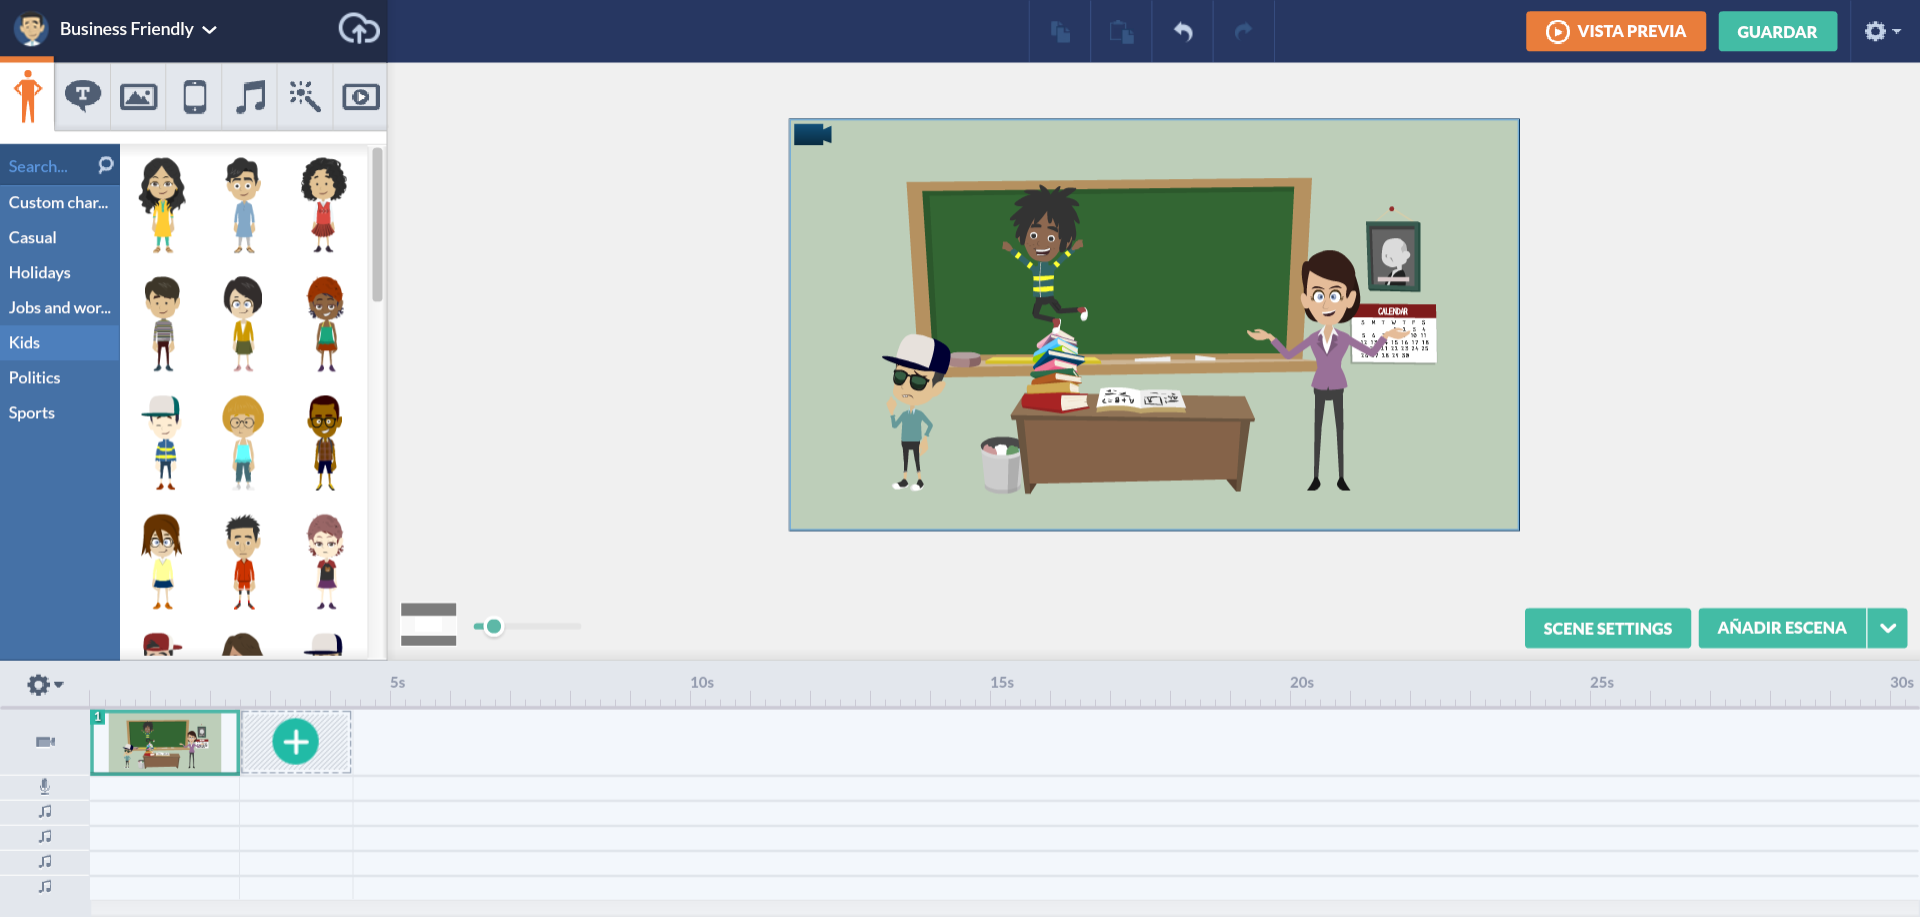 Business Friendly
VISTA PREVIA
GUARDAR
T
Search...
Custom char...
Casual
Holidays
Jobs and wor...
Kids
Politics
Sports
CALENDAR
S M T W T F S
SCENE SETTINGS
AÑADIR ESCENA
5s
10s
15s
20s
25s
30s
1